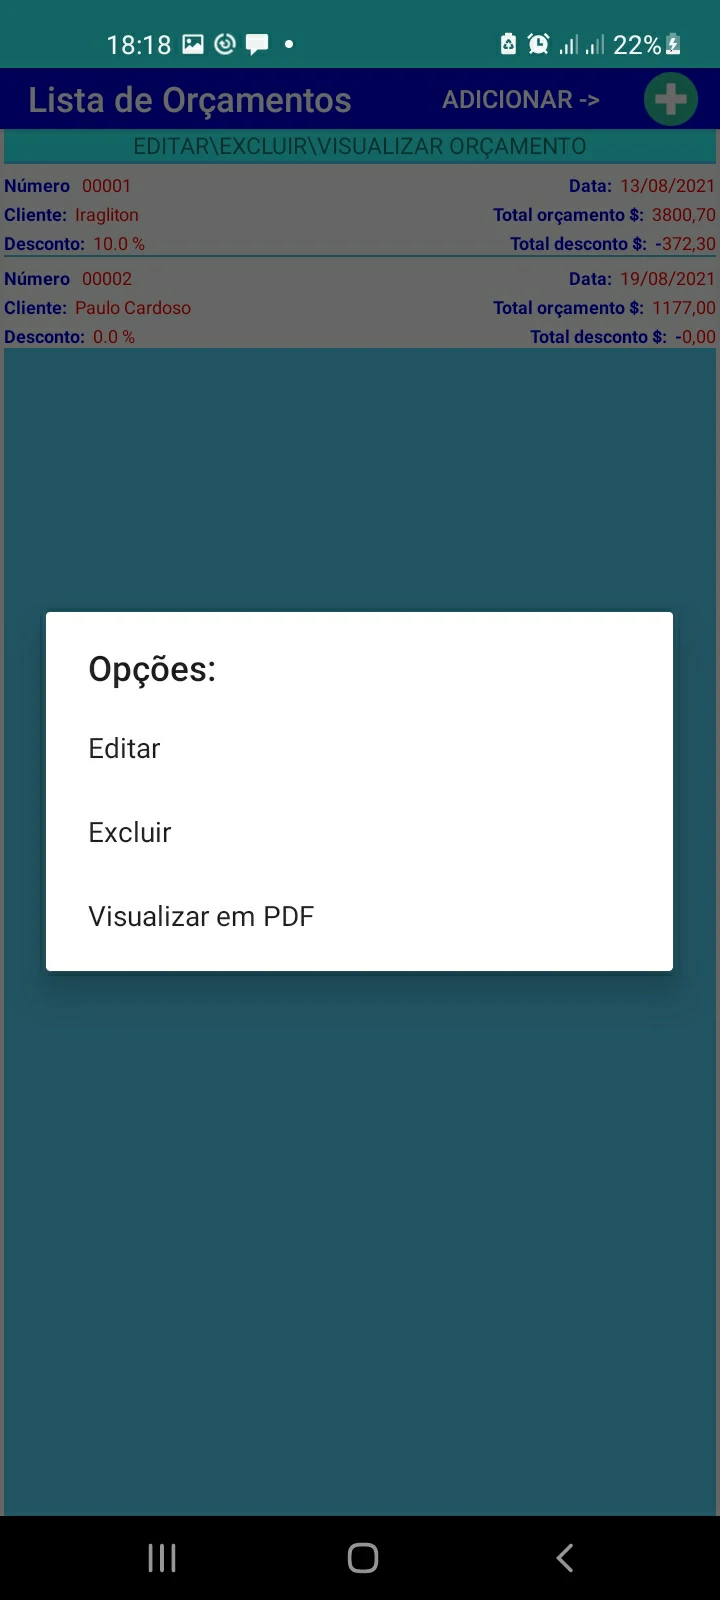 18:18 22%
Lista de Orçamentos ADICIONAR ->
EDITAR\EXCLUIR\VISUALIZAR ORÇAMENTO
Número 00001 Data: 13/08/2021
Cliente: Iragliton Total orçamento $: 3800,70
Desconto: 10.0 % Total desconto $: -372,30
Número 00002 Data: 19/08/2021
Cliente: Paulo Cardoso Total orçamento $: 1177,00
Desconto: 0.0 % Total desconto $: -0,00
Opções:
Editar
Excluir
Visualizar em PDF